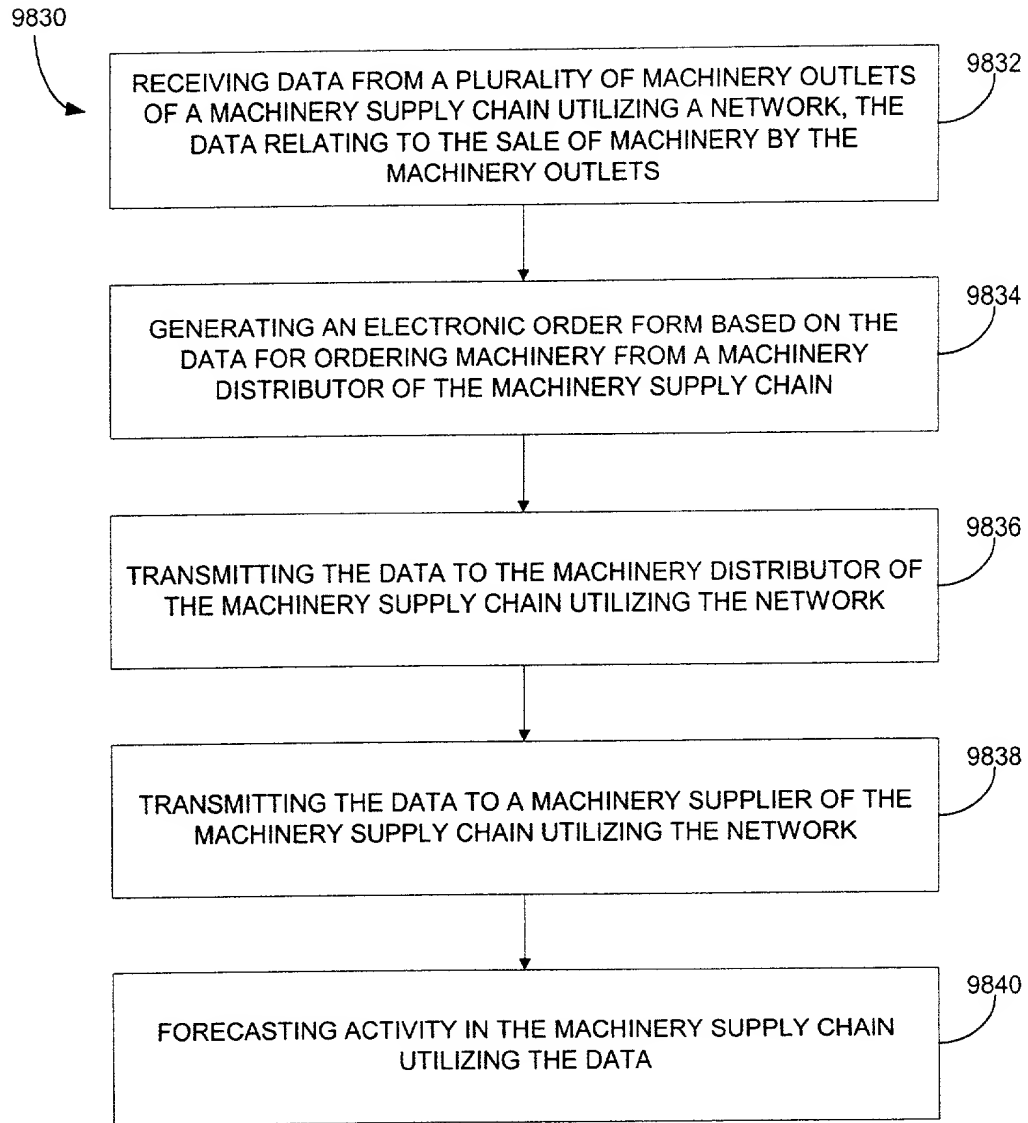 9830
9832
RECEIVING DATA FROM A PLURALITY OF MACHINERY OUTLETS
OF A MACHINERY SUPPLY CHAIN UTILIZING A NETWORK, THE
DATA RELATING TO THE SALE OF MACHINERY BY THE
MACHINERY OUTLETS
9834
GENERATING AN ELECTRONIC ORDER FORM BASED ON THE
DATA FOR ORDERING MACHINERY FROM A MACHINERY
DISTRIBUTOR OF THE MACHINERY SUPPLY CHAIN
9836
TRANSMITTING THE DATA TO THE MACHINERY DISTRIBUTOR OF
THE MACHINERY SUPPLY CHAIN UTILIZING THE NETWORK
9838
TRANSMITTING THE DATA TO A MACHINERY SUPPLIER OF THE
MACHINERY SUPPLY CHAIN UTILIZING THE NETWORK
9840
FORECASTING ACTIVITY IN THE MACHINERY SUPPLY CHAIN
UTILIZING THE DATA